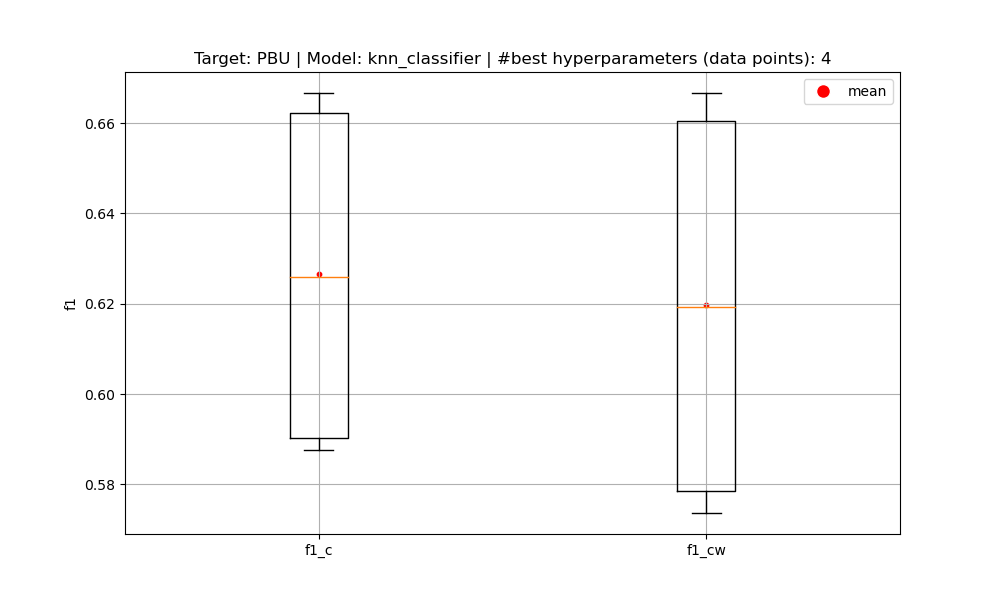 Target: PBU | Model: knn_classifier | #best hyperparameters (data points): 4
mean
f1
0.66
0.64
0.62
0.60
0.58
f1_c
f1_cw